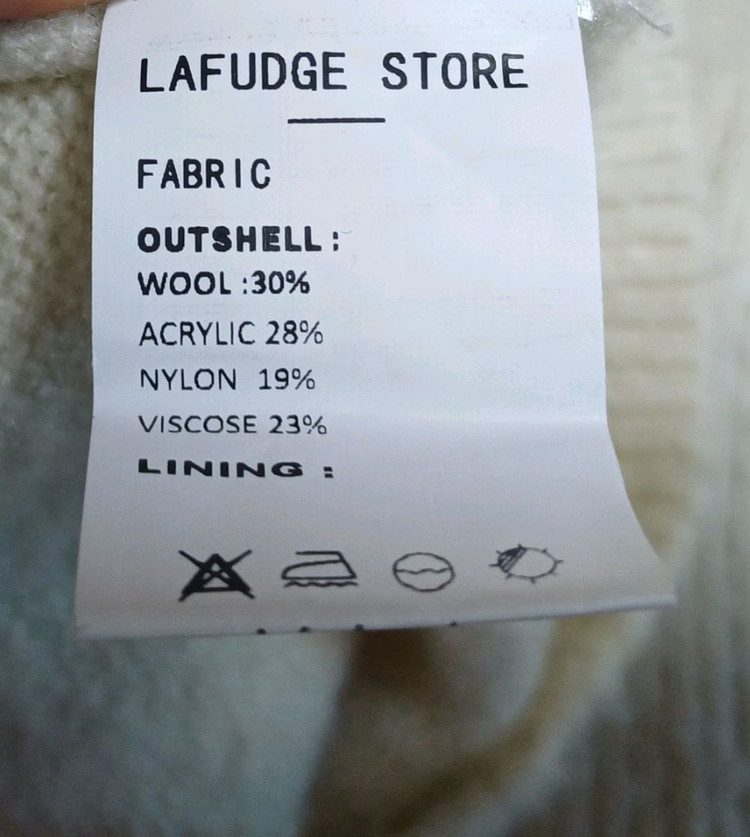 LAFUDGE STORE
FABRIC
OUTSHELL:
WOOL :30%
ACRYLIC 28%
NYLON 19%
VISCOSE 23%
LINING :